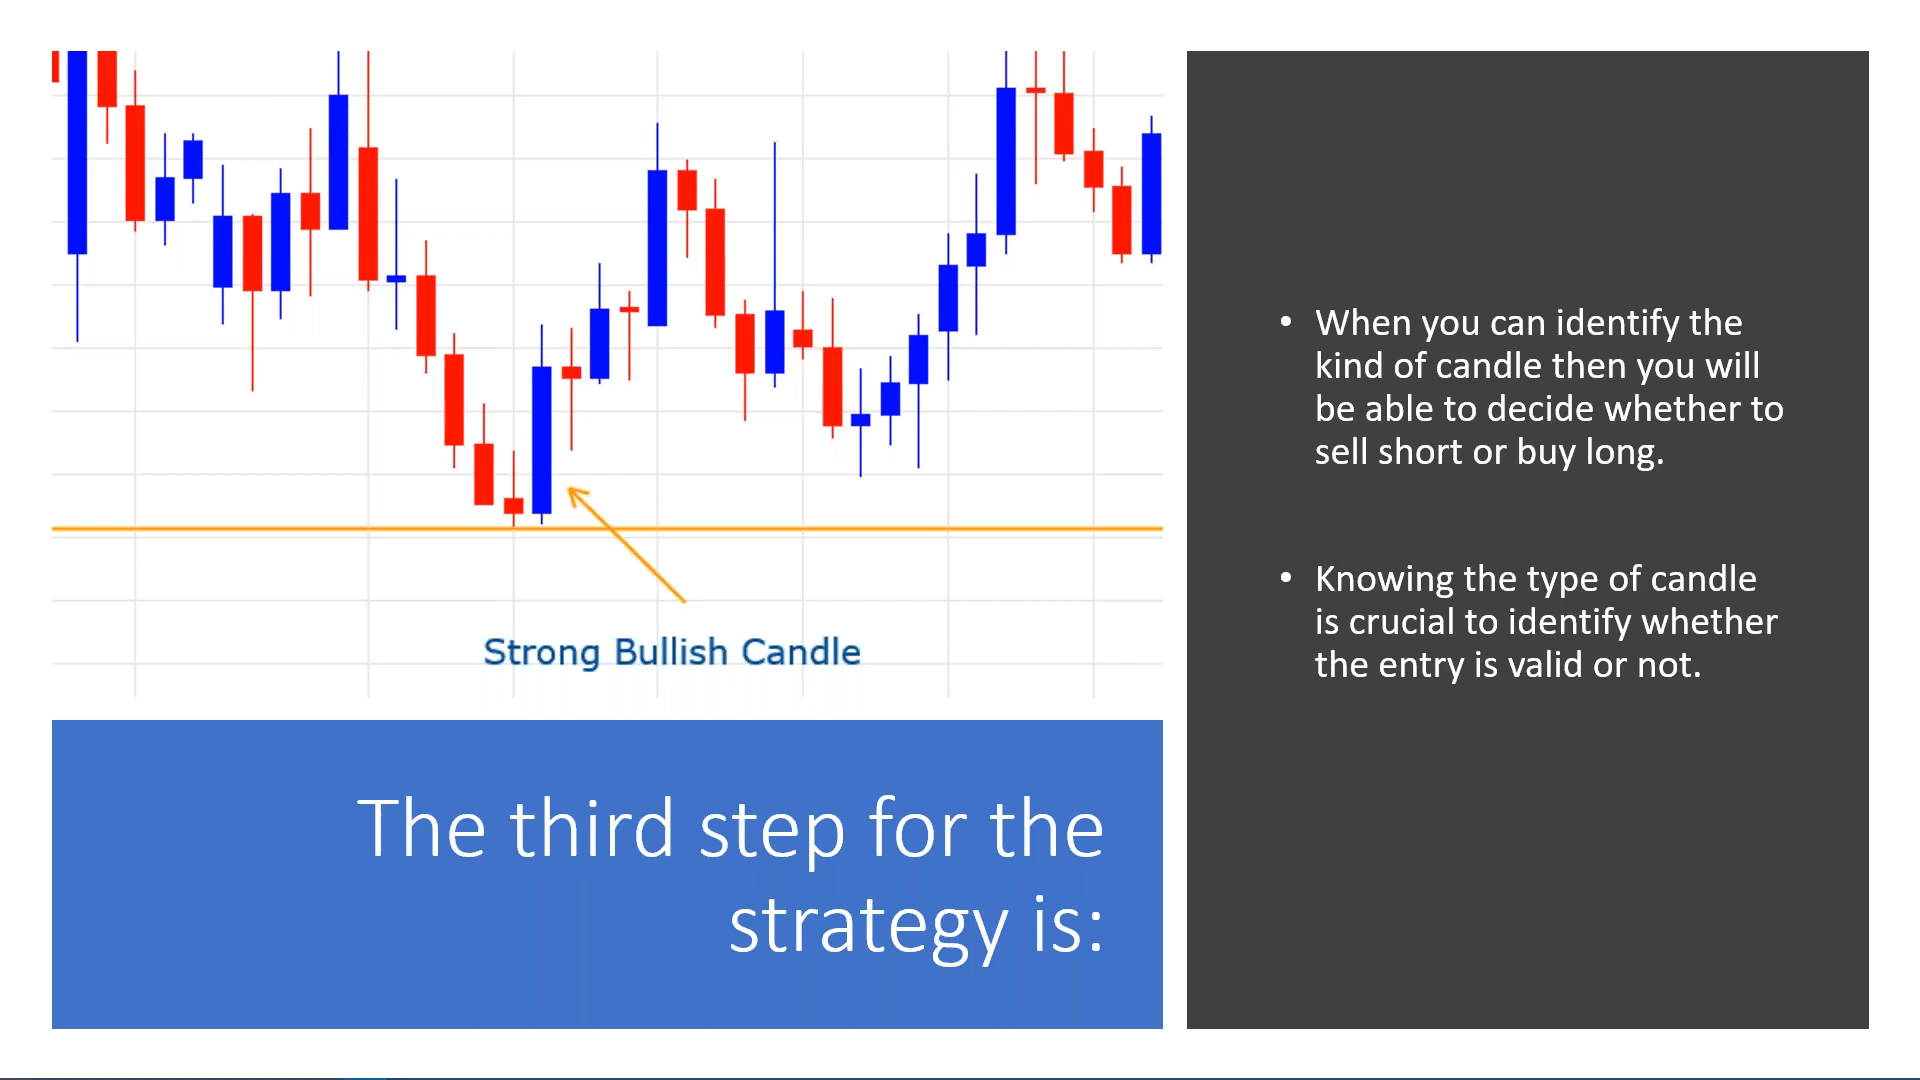 Strong Bullish Candle
The third step for the
strategy is:
• When you can identify the
kind of candle then you will
be able to decide whether to
sell short or buy long.
• Knowing the type of candle
is crucial to identify whether
the entry is valid or not.